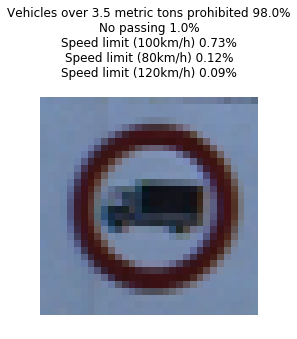 Vehicles over 3.5 metric tons prohibited 98.0%
No passing 1.0%
Speed limit (100km/h) 0.73%
Speed limit (80km/h) 0.12%
Speed limit (120km/h) 0.09%